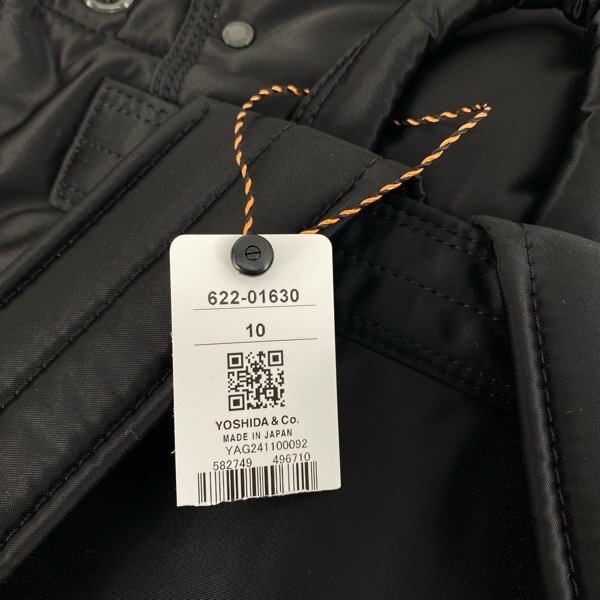 622-01630
10
YOSHIDA & Co.
MADE IN JAPAN
YAG241100092
582749 496710